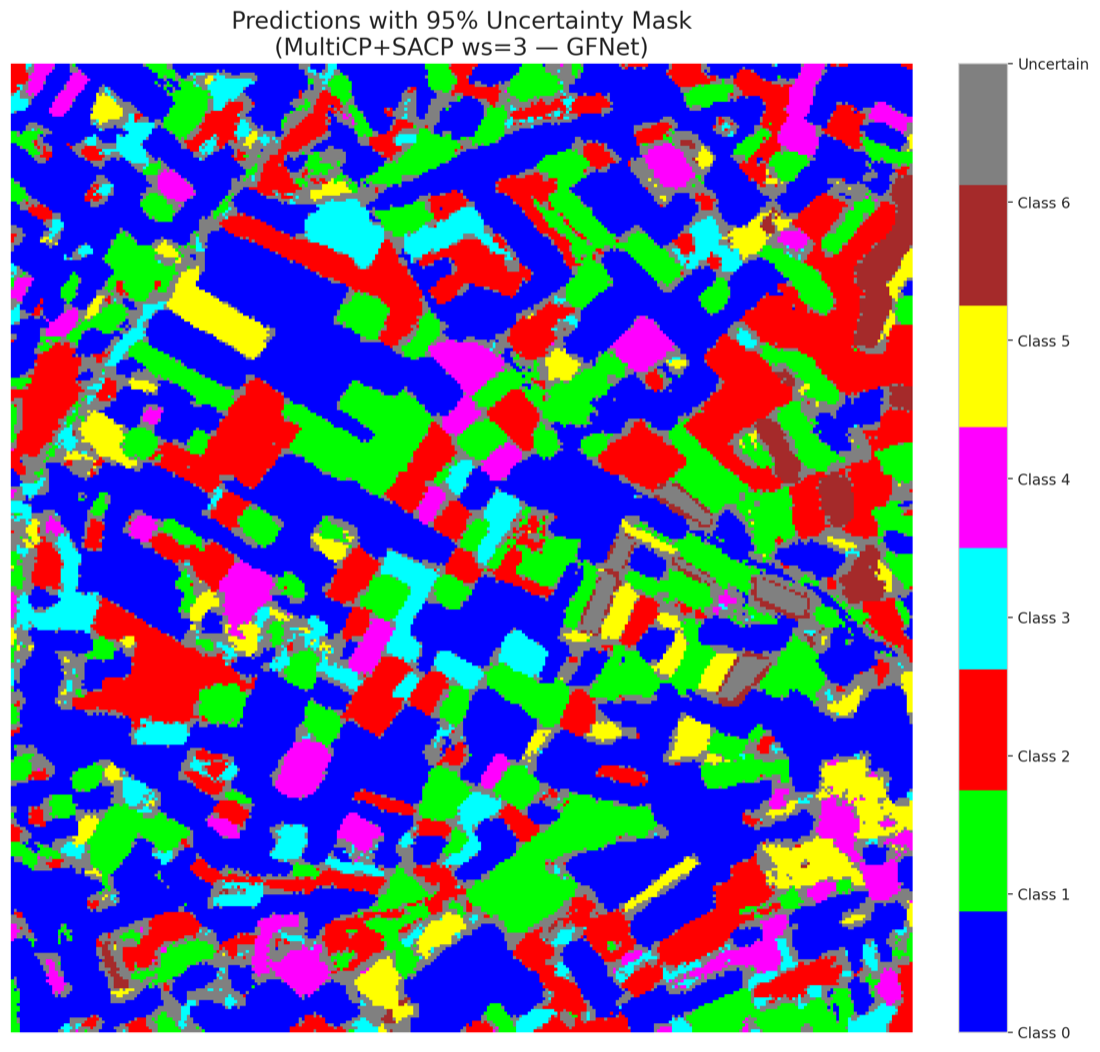 Predictions with 95% Uncertainty Mask
(MultiCP+SACP ws=3 — GFNet)
Uncertain
Class 6
Class 5
Class 4
Class 3
Class 2
Class 1
Class 0